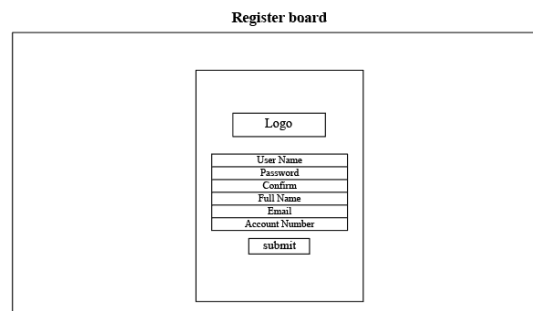 Register board
Logo
User Name
Password
Confirm
Full Name
Email
Account Number
submit